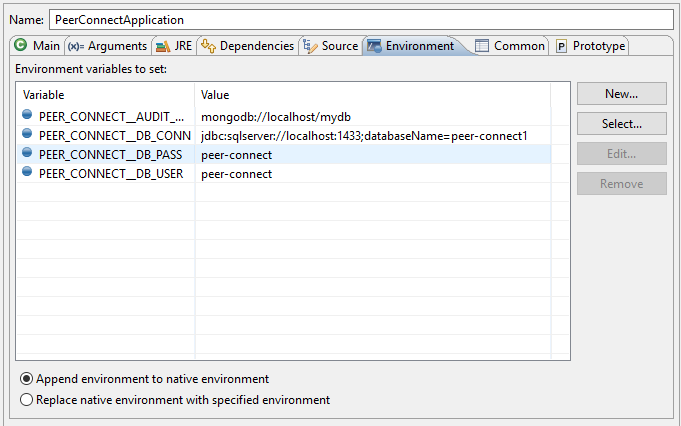 Name: PeerConnectApplication
Main (x)= Arguments JRE Dependencies Source Environment Common P Prototype
Environment variables to set:
Variable Value New...
PEER_CONNECT__AUDIT_... mongodb://localhost/mydb
PEER_CONNECT__DB_CONN jdbc:sqlserver://localhost:1433;databaseName=peer-connect1 Select...
PEER_CONNECT__DB_PASS peer-connect Edit...
PEER_CONNECT__DB_USER peer-connect Remove
Append environment to native environment
Replace native environment with specified environment